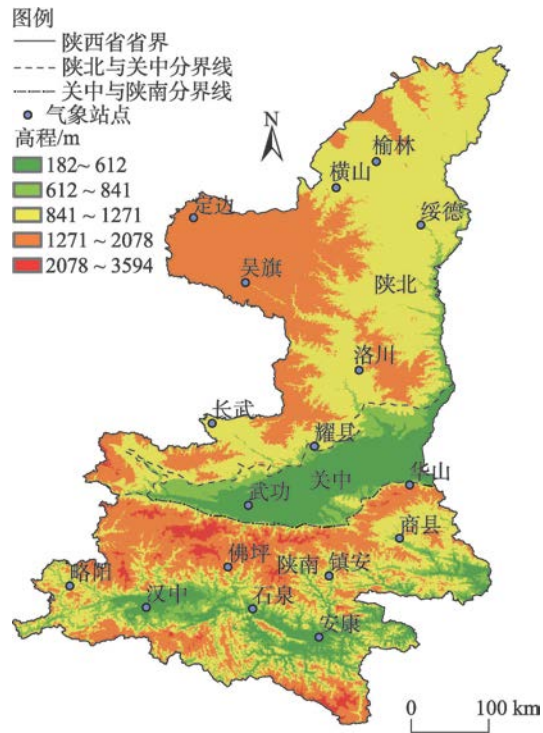 图例
陕西省省界
陕北与关中分界线
关中与陕南分界线
气象站点
高程/m
182~612
612~841
841~1271
1271~2078
2078~3594
N
榆林
横山
定边
绥德
吴旗
陕北
洛川
长武
耀县
关中
华山
武功
商县
佛坪
陕南
镇安
略阳
汉中
石泉
安康
0 100 km